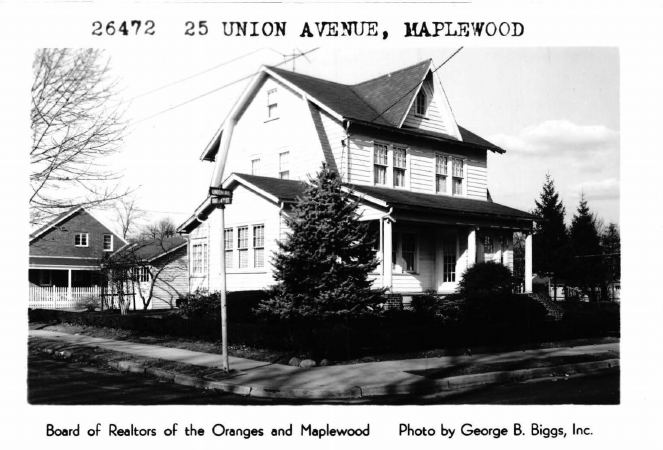 26472 25 UNION AVENUE, MAPLEWOOD
Board of Realtors of the Oranges and Maplewood Photo by George B. Biggs, Inc.